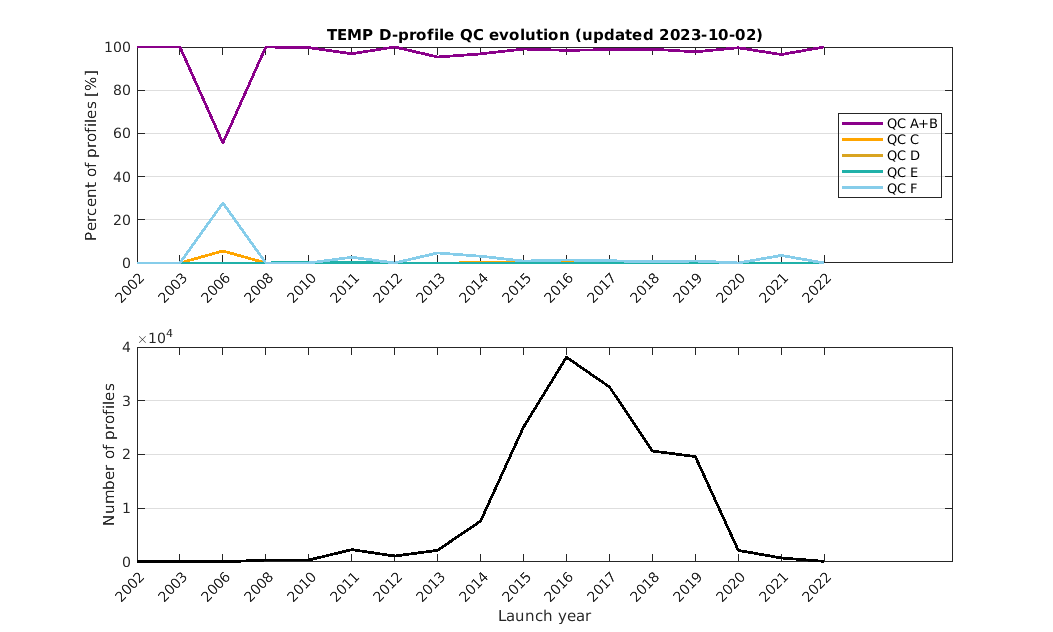 TEMP D-profile QC evolution (updated 2023-10-02)
Percent of profiles [%]
100
80
60
40
20
0
QC A+B
QC C
QC D
QC E
QC F
2002 2003 2006 2008 2010 2011 2012 2013 2014 2015 2016 2017 2018 2019 2020 2021 2022
×10⁴
Number of profiles
4
3
2
1
0
2002 2003 2006 2008 2010 2011 2012 2013 2014 2015 2016 2017 2018 2019 2020 2021 2022
Launch year